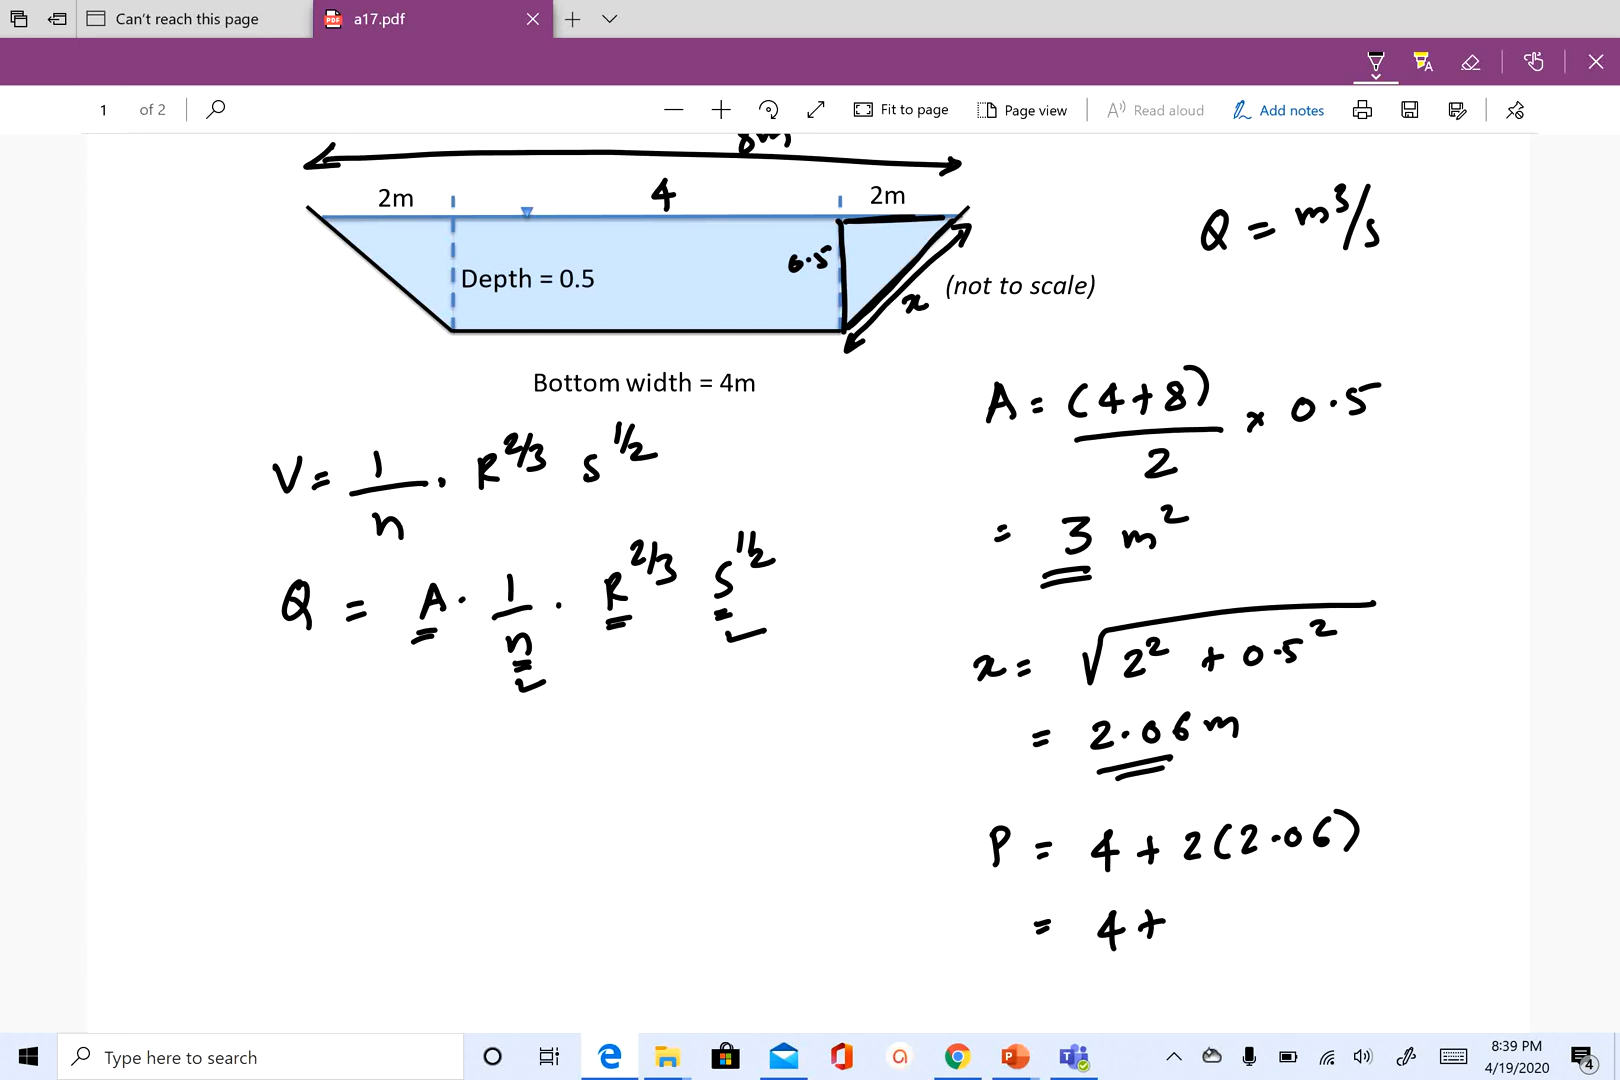 Can't reach this page
a17.pdf
1 of 2
Fit to page
Page view
Read aloud
Add notes
8m
2m 4 2m
Q = m³/s
Depth = 0.5
0.5
x
(not to scale)
Bottom width = 4m
A = (4+8)/2 × 0.5
= 3 m²
V = 1/n . R^2/3 S^1/2
Q = A . 1/n . R^2/3 S^1/2
x = √2² + 0.5²
= 2.06 m
P = 4 + 2(2.06)
= 4 +
Type here to search
8:39 PM
4/19/2020
4